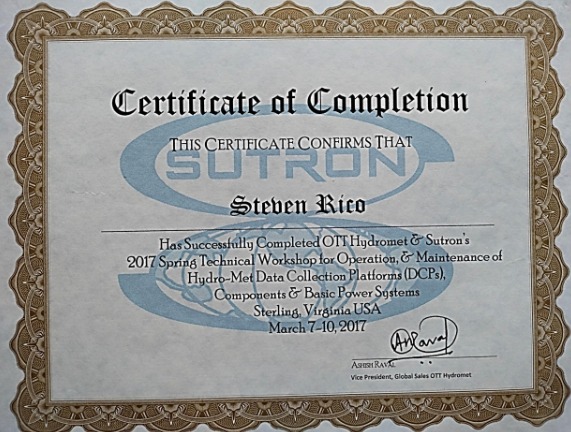 Certificate of Completion
THIS CERTIFICATE CONFIRMS THAT
SUTRON
Steven Rico
Has Successfully Completed OTT Hydromet & Sutron's
2017 Spring Technical Workshop for Operation, & Maintenance of
Hydro-Met Data Collection Platforms (DCPs),
Components & Basic Power Systems
Sterling, Virginia USA
March 7-10, 2017
ARaval
ASHISH RAVAL
Vice President, Global Sales OTT Hydromet